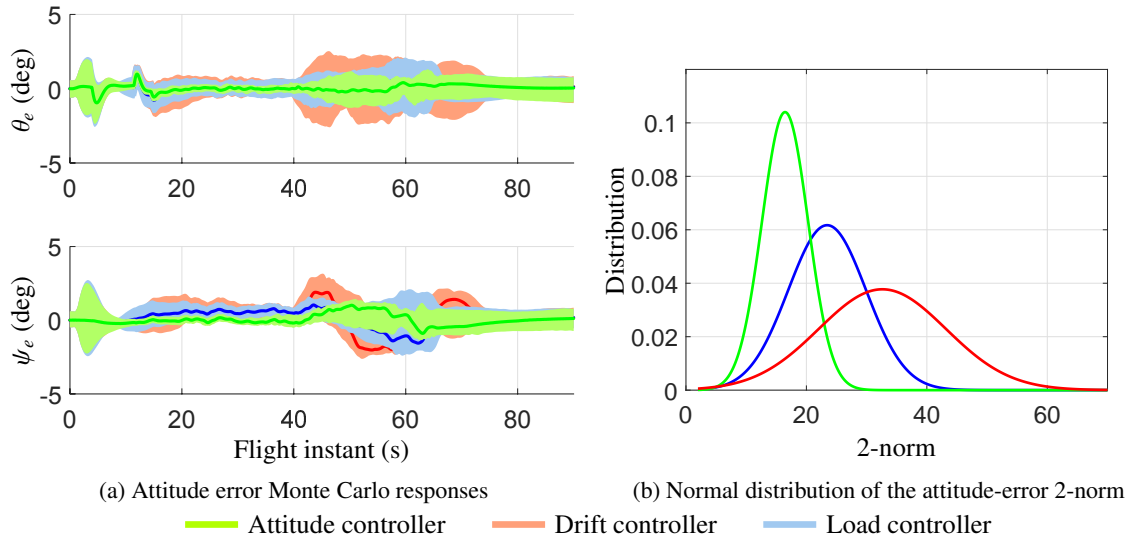 5
0
-5
θe (deg)
0 20 40 60 80
5
0
-5
ψe (deg)
0 20 40 60 80
Flight instant (s)
(a) Attitude error Monte Carlo responses
0.1
0.08
0.06
0.04
0.02
0
Distribution
0 20 40 60
2-norm
(b) Normal distribution of the attitude-error 2-norm
Attitude controller Drift controller Load controller